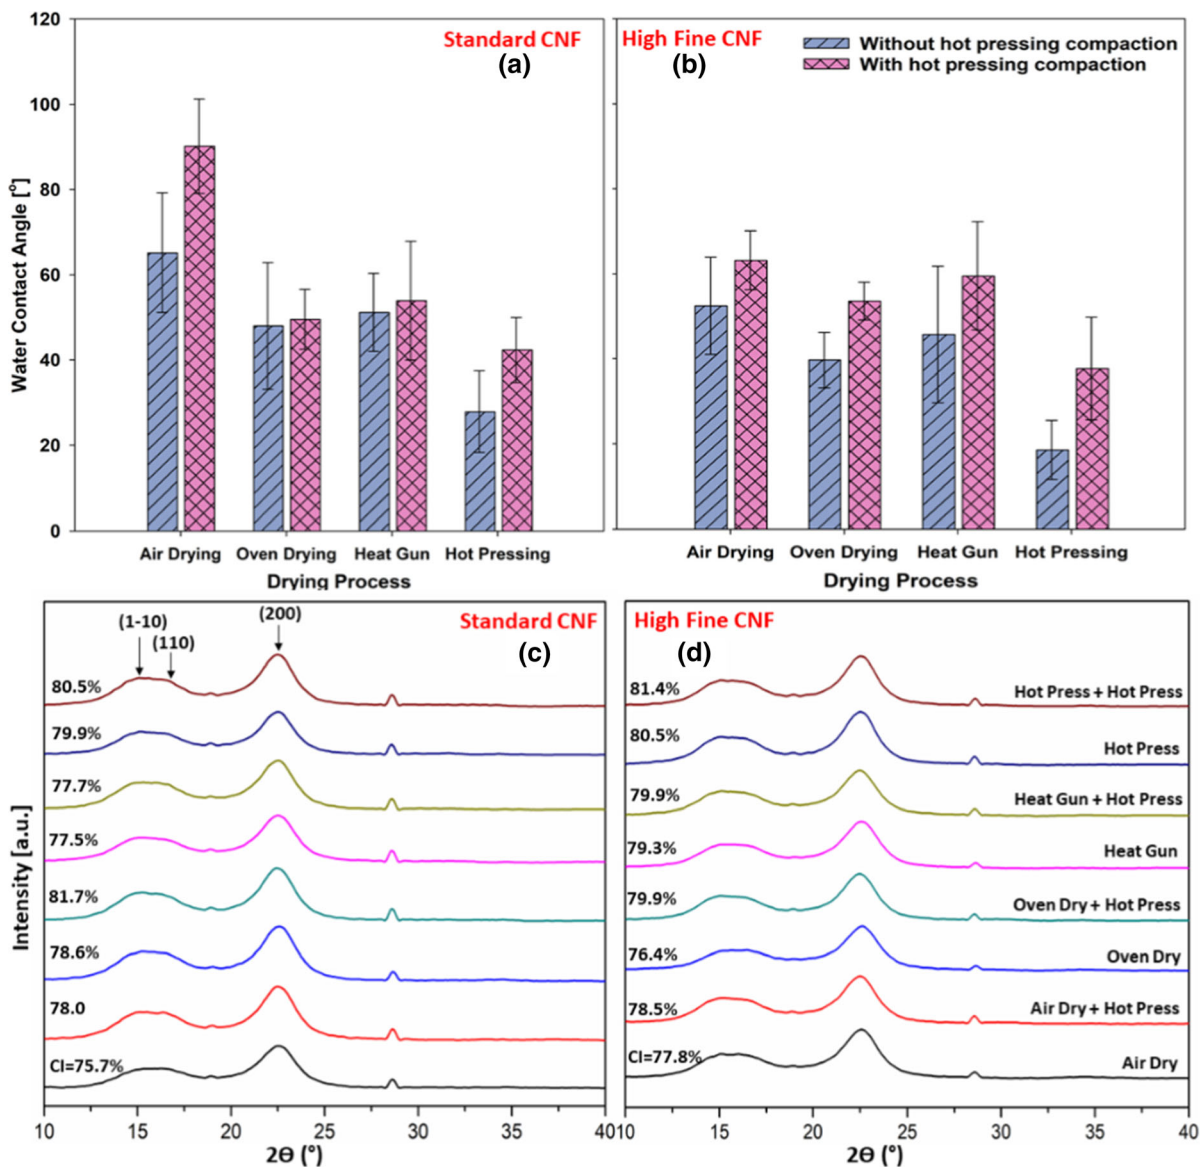 Standard CNF
(a)
120
100
80
60
40
20
0
Water Contact Angle [°]
Air Drying Oven Drying Heat Gun Hot Pressing
Drying Process
High Fine CNF
(b)
Without hot pressing compaction
With hot pressing compaction
Air Drying Oven Drying Heat Gun Hot Pressing
Drying Process
Standard CNF
(c)
(1-10)
(110)
(200)
80.5%
79.9%
77.7%
77.5%
81.7%
78.6%
78.0
CI=75.7%
Intensity [a.u.]
10 15 20 25 30 35 40
2Θ (°)
High Fine CNF
(d)
81.4% Hot Press + Hot Press
80.5% Hot Press
79.9% Heat Gun + Hot Press
79.3% Heat Gun
79.9% Oven Dry + Hot Press
76.4% Oven Dry
78.5% Air Dry + Hot Press
CI=77.8% Air Dry
10 15 20 25 30 35 40
2Θ (°)